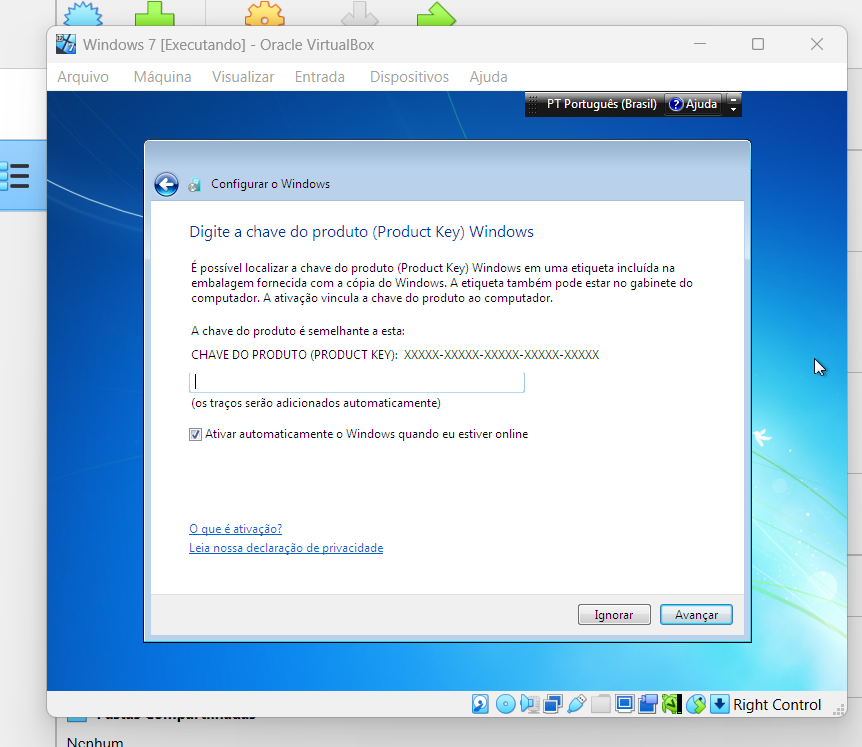 Windows 7 [Executando] - Oracle VirtualBox
Arquivo Máquina Visualizar Entrada Dispositivos Ajuda
PT Português (Brasil) ? Ajuda
Configurar o Windows
Digite a chave do produto (Product Key) Windows
É possível localizar a chave do produto (Product Key) Windows em uma etiqueta incluída na
embalagem fornecida com a cópia do Windows. A etiqueta também pode estar no gabinete do
computador. A ativação vincula a chave do produto ao computador.
A chave do produto é semelhante a esta:
CHAVE DO PRODUTO (PRODUCT KEY): XXXXX-XXXXX-XXXXX-XXXXX-XXXXX
(os traços serão adicionados automaticamente)
Ativar automaticamente o Windows quando eu estiver online
O que é ativação?
Leia nossa declaração de privacidade
Ignorar Avançar
Right Control
Pastas Compartilhadas
Nenhum